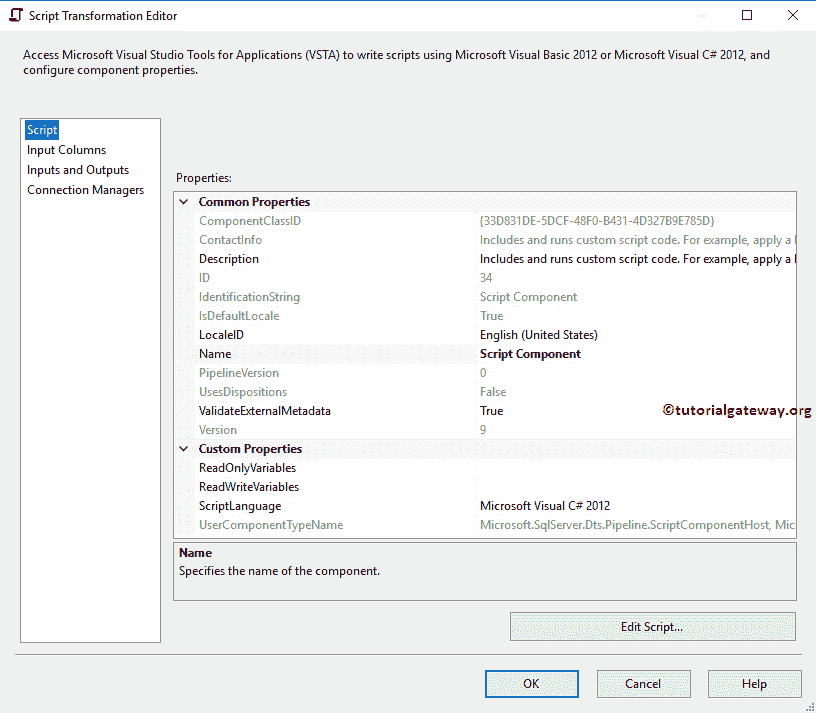 Script Transformation Editor
Access Microsoft Visual Studio Tools for Applications (VSTA) to write scripts using Microsoft Visual Basic 2012 or Microsoft Visual C# 2012, and
configure component properties.
Script
Input Columns
Inputs and Outputs
Connection Managers
Properties:
Common Properties
ComponentClassID {33D831DE-5DCF-48F0-B431-4D327B9E785D}
ContactInfo Includes and runs custom script code. For example, apply a
Description Includes and runs custom script code. For example, apply a
ID 34
IdentificationString Script Component
IsDefaultLocale True
LocaleID English (United States)
Name Script Component
PipelineVersion 0
UsesDispositions False
ValidateExternalMetadata True
©tutorialgateway.org
Version 9
Custom Properties
ReadOnlyVariables
ReadWriteVariables
ScriptLanguage Microsoft Visual C# 2012
UserComponentTypeName Microsoft.SqlServer.Dts.Pipeline.ScriptComponentHost, Mic
Name
Specifies the name of the component.
Edit Script...
OK Cancel Help